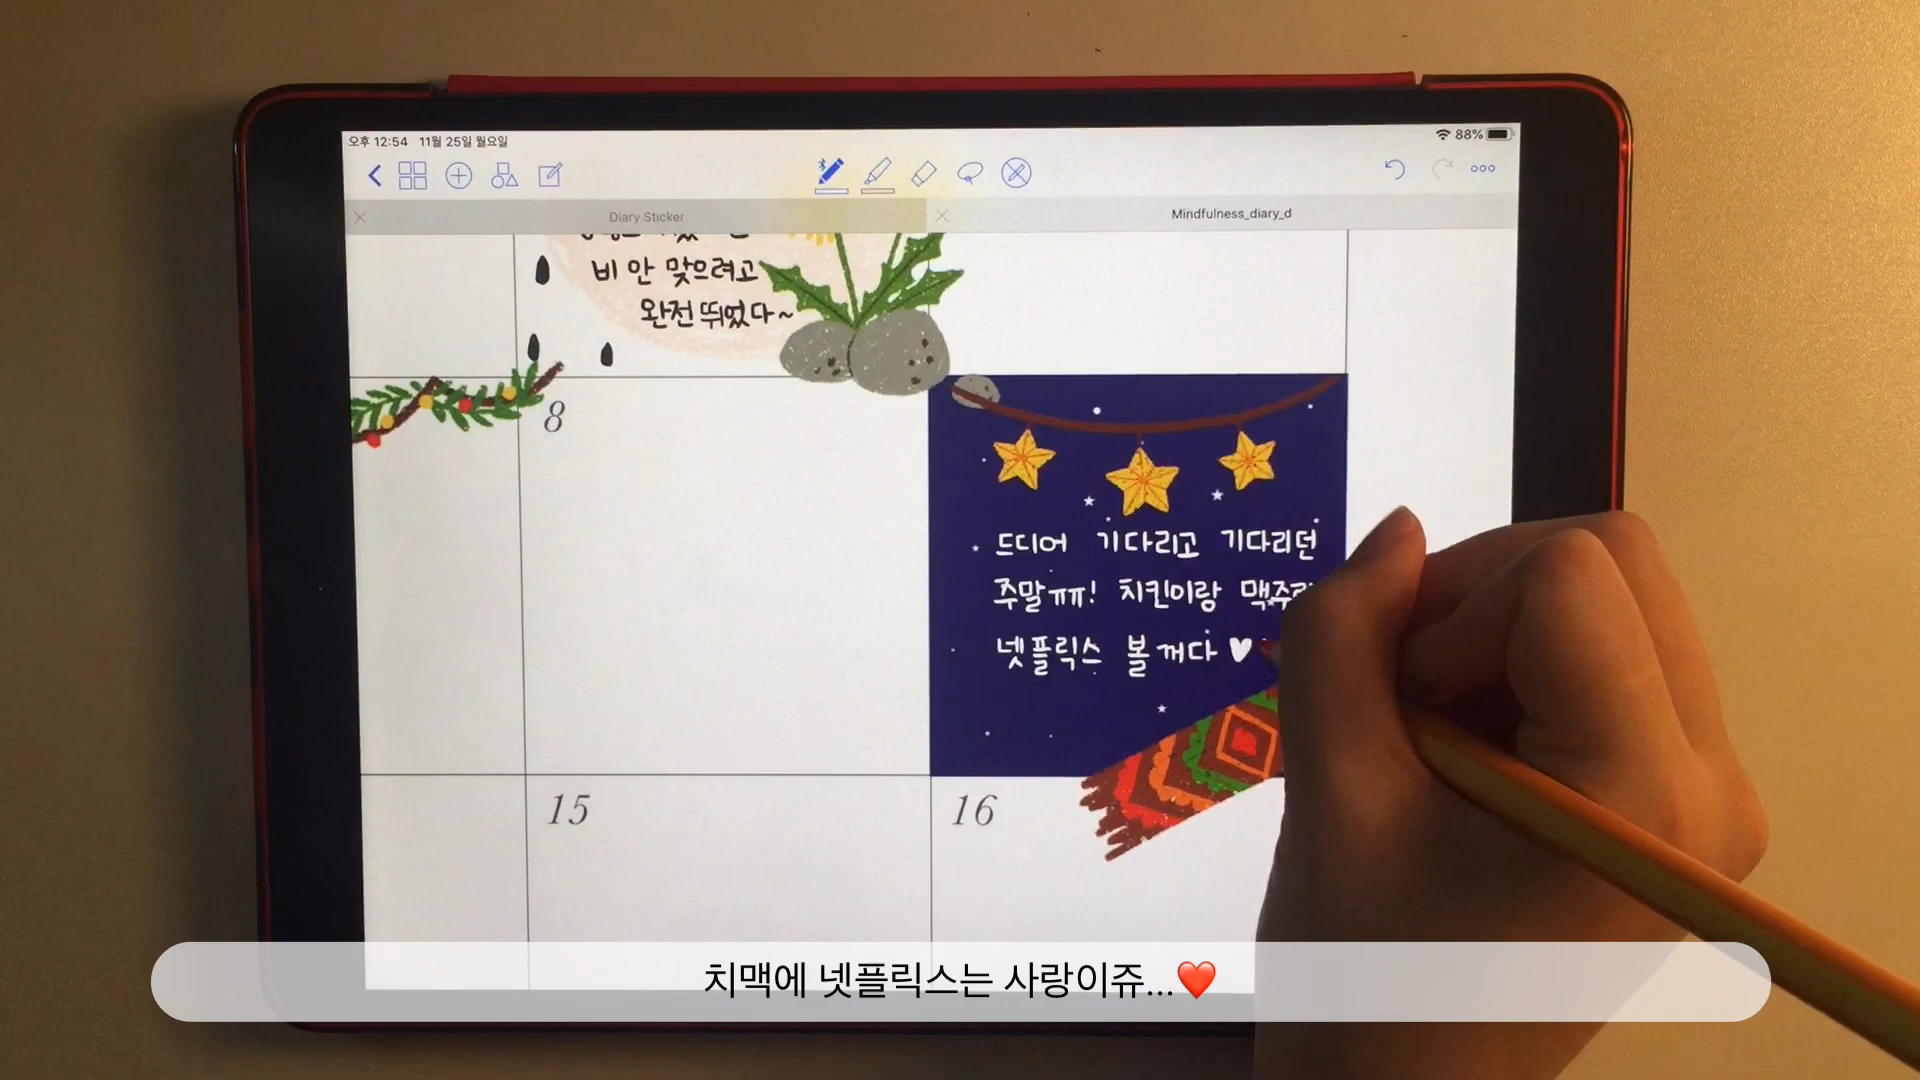 오후 12:54 11월 25일 월요일
88%
Diary Sticker
Mindfulness_diary_d
비 안 맞으려고
완전 뛰었다~
8
드디어 기다리고 기다리던
주말ㅠㅠ! 치킨이랑
넷플릭스 볼꺼다♥
15
16
치맥에 넷플릭스는 사랑이쥬...❤️